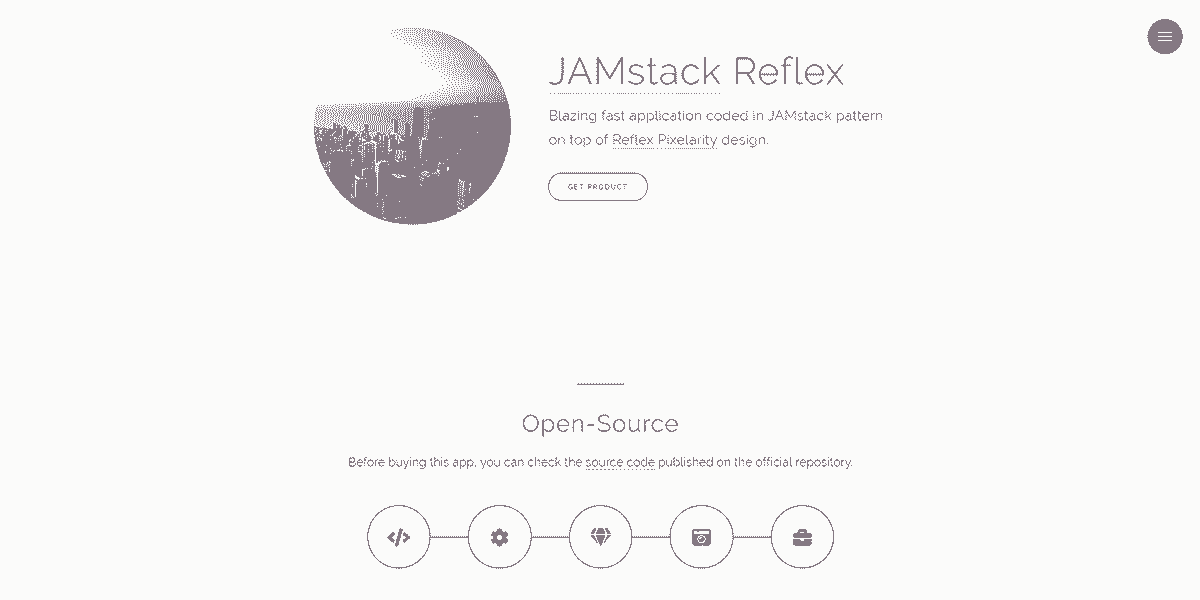 JAMstack Reflex
Blazing fast application coded in JAMstack pattern
on top of Reflex Pixelarity design.
GET PRODUCT
Open-Source
Before buying this app, you can check the source code published on the official repository.